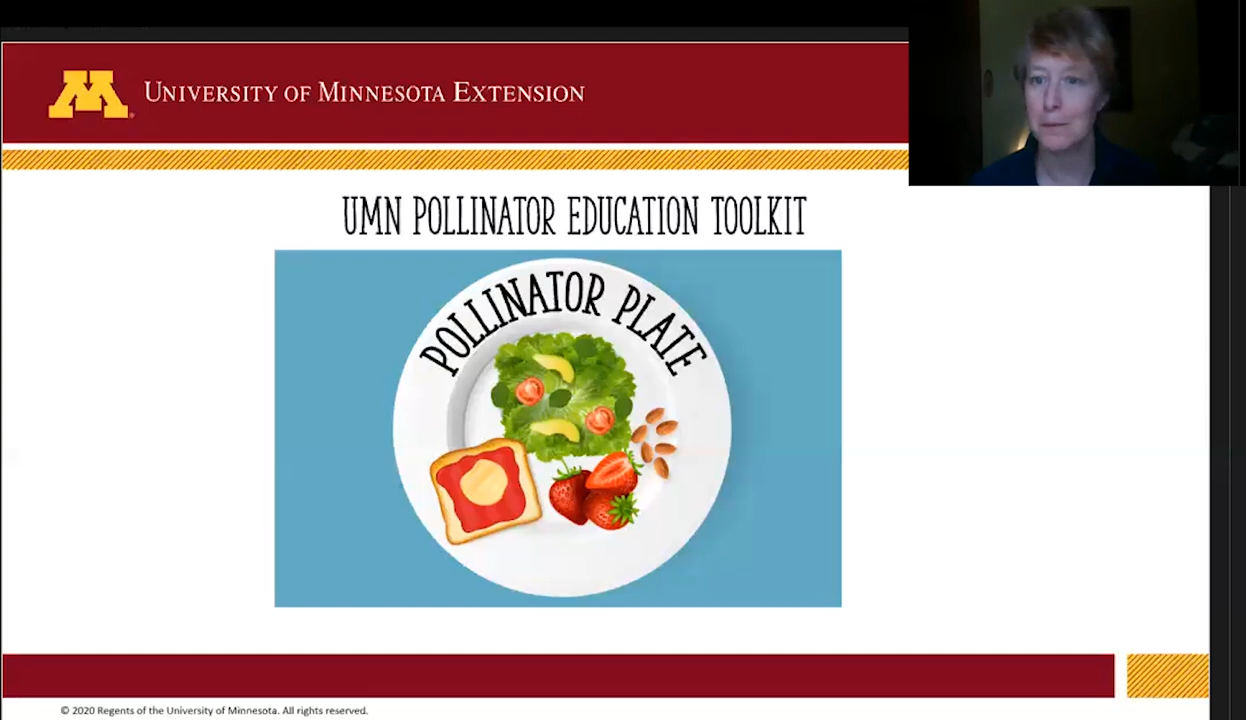 M
UNIVERSITY OF MINNESOTA EXTENSION
UMN POLLINATOR EDUCATION TOOLKIT
POLLINATOR PLATE
© 2020 Regents of the University of Minnesota. All rights reserved.